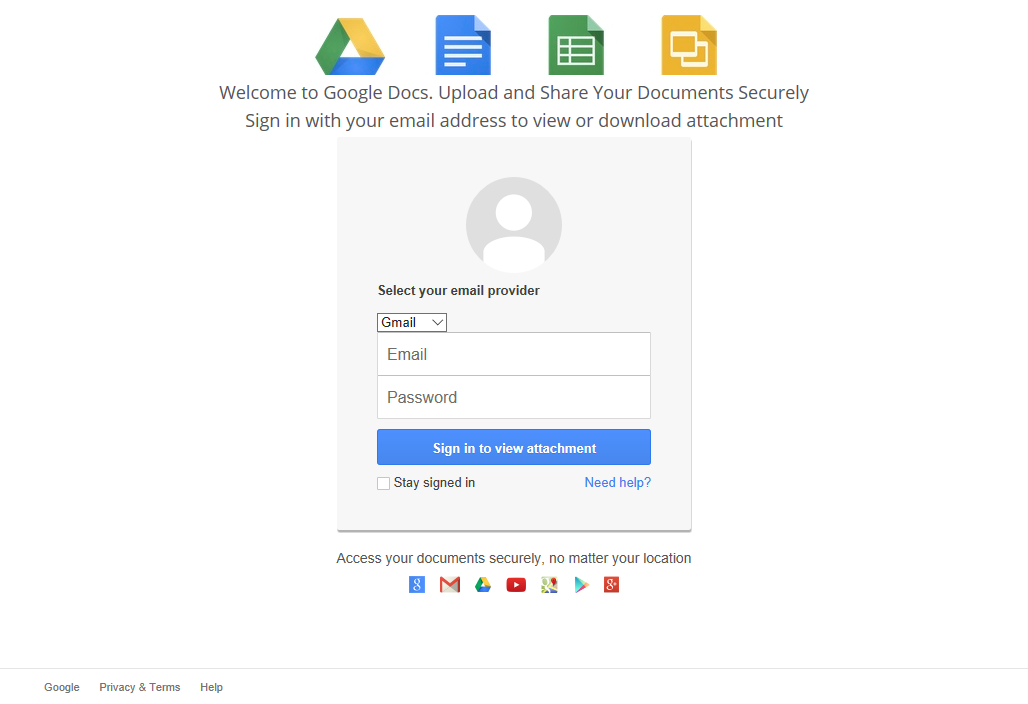 Welcome to Google Docs. Upload and Share Your Documents Securely
Sign in with your email address to view or download attachment
Select your email provider
Gmail
Email
Password
Sign in to view attachment
Stay signed in Need help?
Access your documents securely, no matter your location
8 8+
Google Privacy & Terms Help